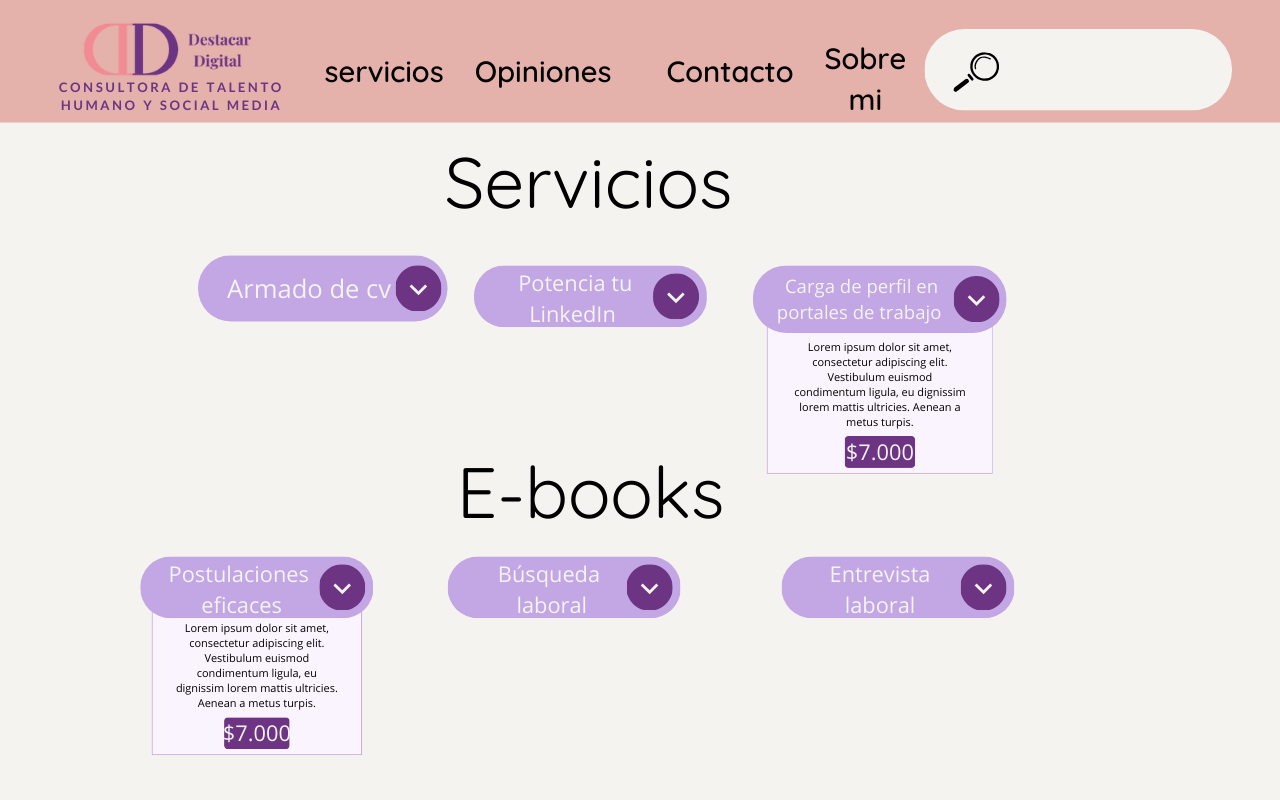 Destacar
Digital
CONSULTORA DE TALENTO
HUMANO Y SOCIAL MEDIA
servicios
Opiniones
Contacto
Sobre
mi
Servicios
Armado de cv
Potencia tu
LinkedIn
Carga de perfil en
portales de trabajo
Lorem ipsum dolor sit amet,
consectetur adipiscing elit.
Vestibulum euismod
condimentum ligula, eu dignissim
lorem mattis ultricies. Aenean a
metus turpis.
$7.000
E-books
Postulaciones
eficaces
Lorem ipsum dolor sit amet,
consectetur adipiscing elit.
Vestibulum euismod
condimentum ligula, eu
dignissim lorem mattis ultricies.
Aenean a metus turpis.
$7.000
Búsqueda
laboral
Entrevista
laboral